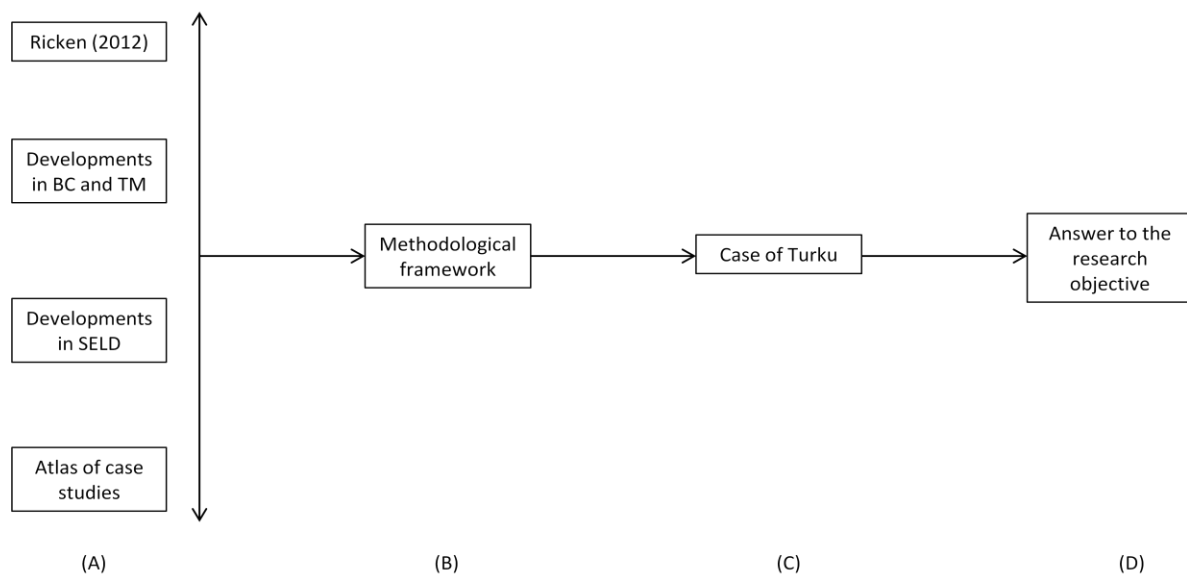 Ricken (2012)
Developments
in BC and TM
Developments
in SELD
Atlas of case
studies
Methodological
framework
Case of Turku
Answer to the
research
objective
(A)
(B)
(C)
(D)